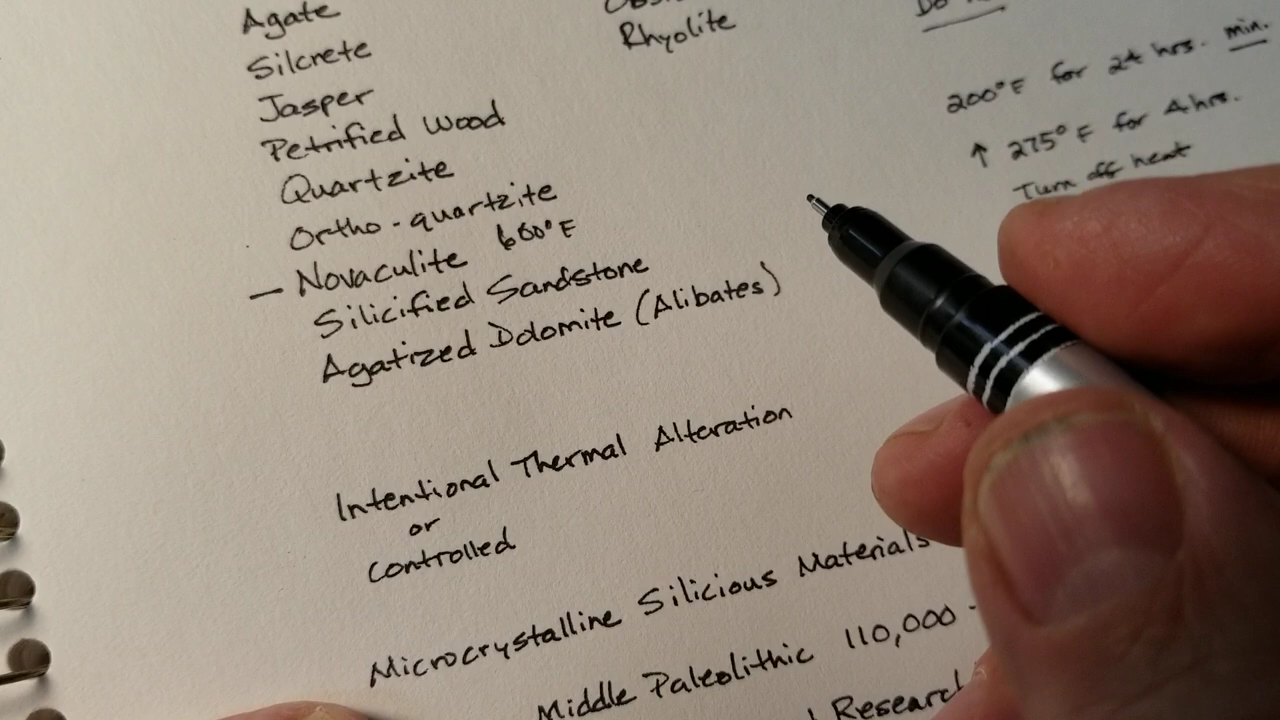 Agate
Silcrete
Jasper
Petrified Wood
Quartzite
Ortho-quartzite
— Novaculite 600°F
Silicified Sandstone
Agatized Dolomite (Alibates)
Rhyolite
Do
200°F for 24 hrs. min.
↑ 275°F for 4 hrs.
Turn off heat
Intentional Thermal Alteration
or
controlled
Microcrystalline Silicious Materials
Middle Paleolithic 110,000 -
Research